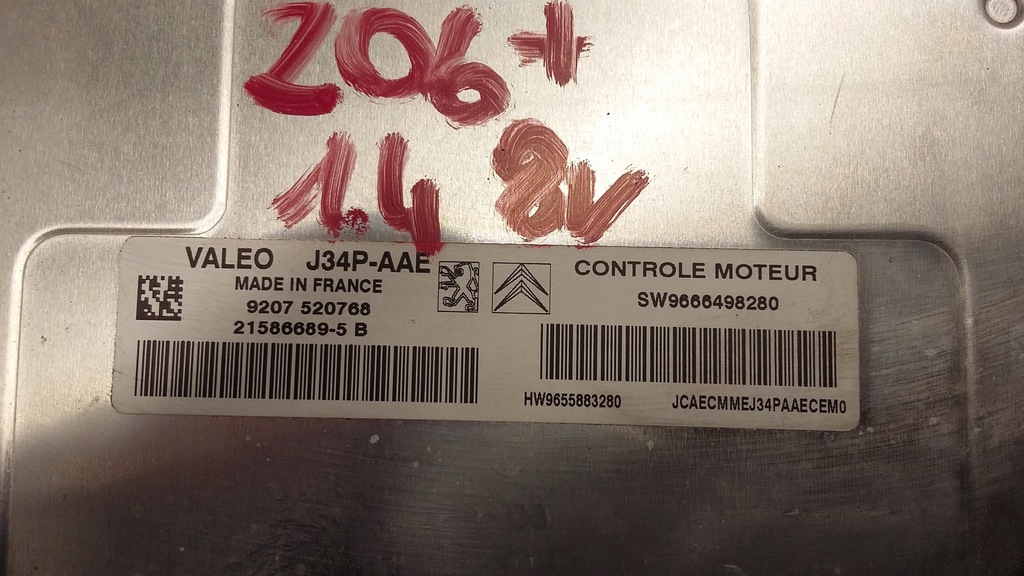 206+
1.4 8V
VALEO J34P-AAE
MADE IN FRANCE
9207 520768
21586689-5 B
CONTROLE MOTEUR
SW9666498280
HW9655883280 JCAECMMEJ34PAAECEM0